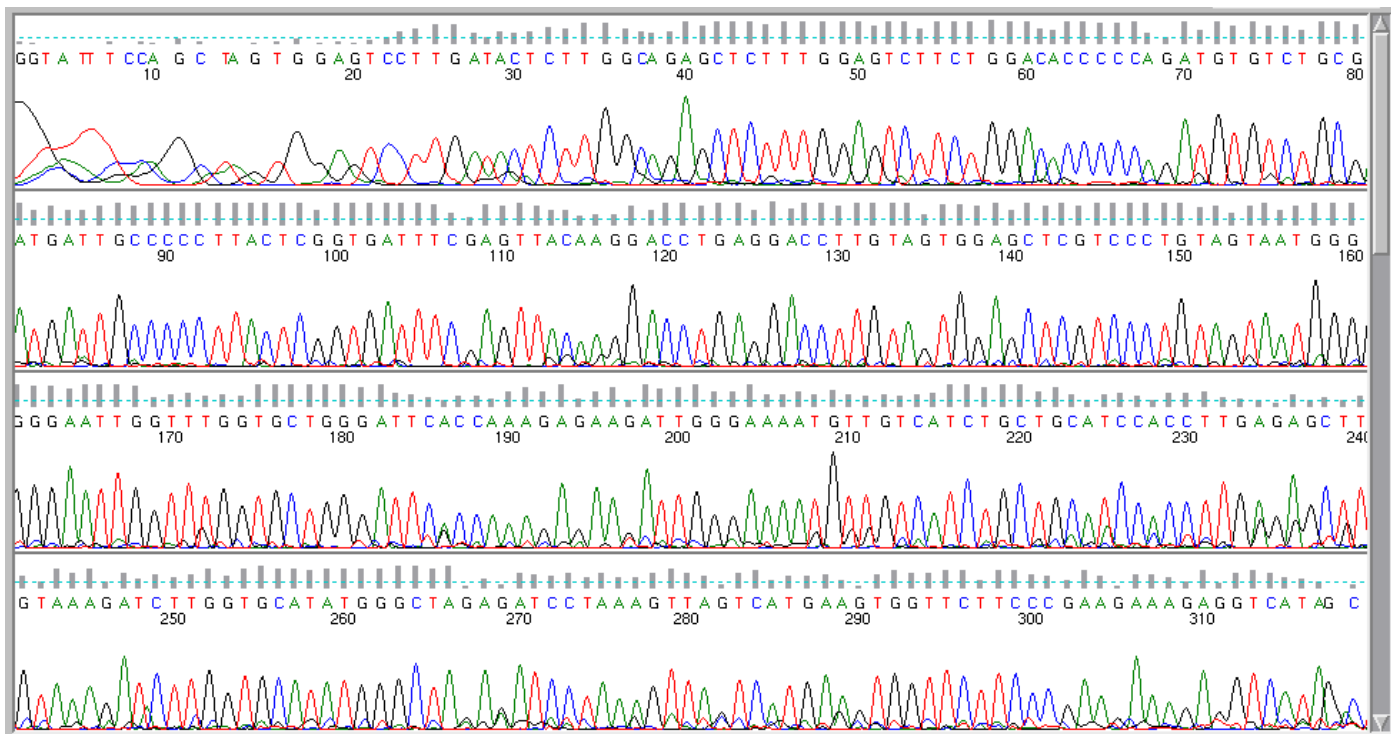 GGTATTTCCAGCTAGTGGAGTCCTTGATACTCTTGGCAGAGCTCTTTGGAGTCTTCTGGACACCCCCAGATGTGTCTGCG
10 20 30 40 50 60 70 80
ATGATTGCCCCCTTACTCGGTGATTTCGAGTTACAAGGACCTGAGGACCTTGTAGTGGAGCTCGTCCCTGTAGTAATGGG
90 100 110 120 130 140 150 160
GGGAATTGGTTTGGTGCTGGGATTCACCAAAGAGAAGATTGGGAAAATGTTGTCATCTGCTGCATCCACCTTGAGAGCTT
170 180 190 200 210 220 230 240
GTAAAGATCTTGGTGCATATGGGCTAGAGATCCTAAAGTTAGTCATGAAGTGGTTCTTCCCGAAGAAAGAGGTCATAGC
250 260 270 280 290 300 310